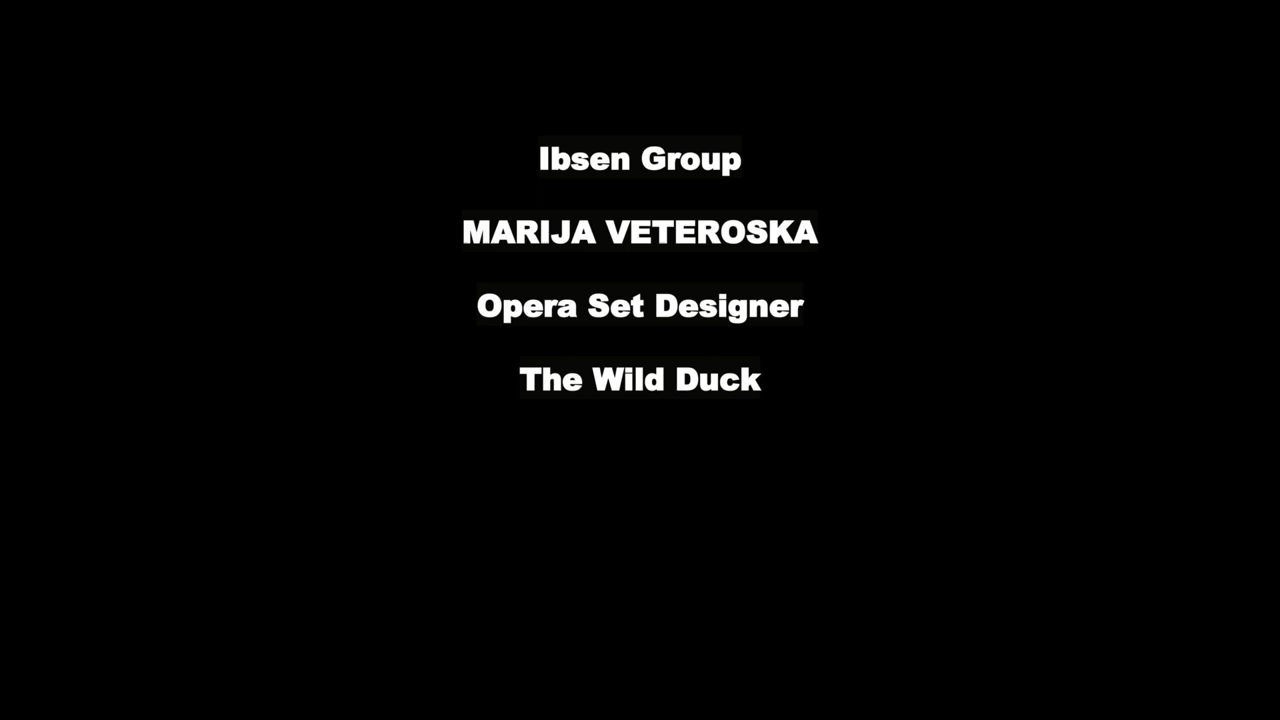 Ibsen Group
MARIJA VETEROSKA
Opera Set Designer
The Wild Duck